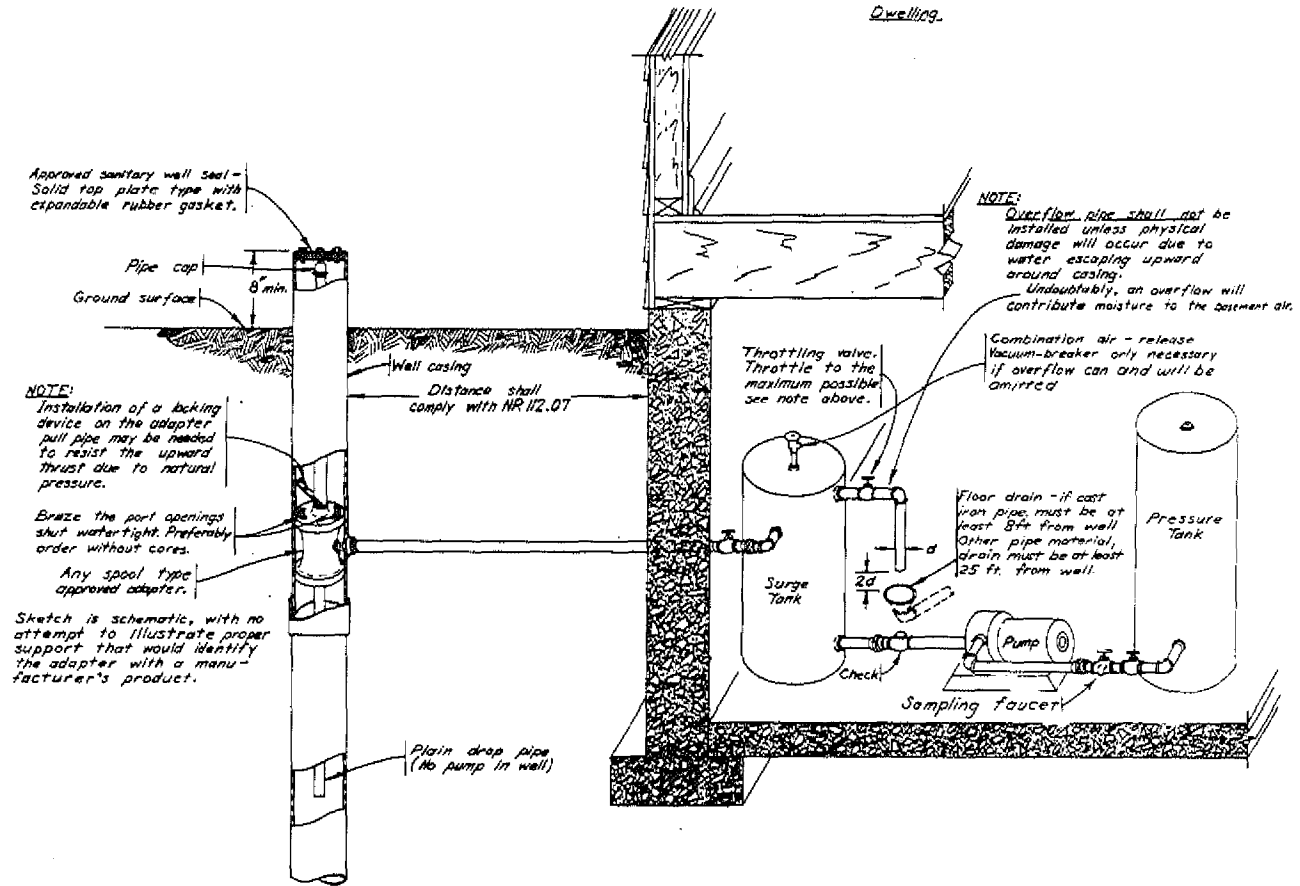 Dwelling
Approved sanitary well seal-
Solid top plate type with
expandable rubber gasket.
Pipe cap
8" min.
Ground surface
Well casing
Distance shall
comply with NR 112.07
NOTE:
Installation of a locking
device on the adapter
pull pipe may be needed
to resist the upward
thrust due to natural
pressure.
Braze the port openings
shut watertight. Preferably
order without cores.
Any spool type
approved adapter.
Sketch is schematic, with no
attempt to illustrate proper
support that would identify
the adapter with a manu-
facturer's product.
Plain drop pipe
(No pump in well)
NOTE:
Overflow pipe shall not be
installed unless physical
damage will occur due to
water escaping upward
around casing.
Undoubtably, an overflow will
contribute moisture to the basement air.
Throttling valve.
Throttle to the
maximum possible
see note above.
Combination air - release
Vacuum-breaker only necessary
if overflow can and will be
omitted
Floor drain - if cast
iron pipe, must be at
least 8ft from well
Other pipe material,
drain must be at least
25 ft. from well.
d
2d
Surge
Tank
Pressure
Tank
Pump
Check
Sampling faucet